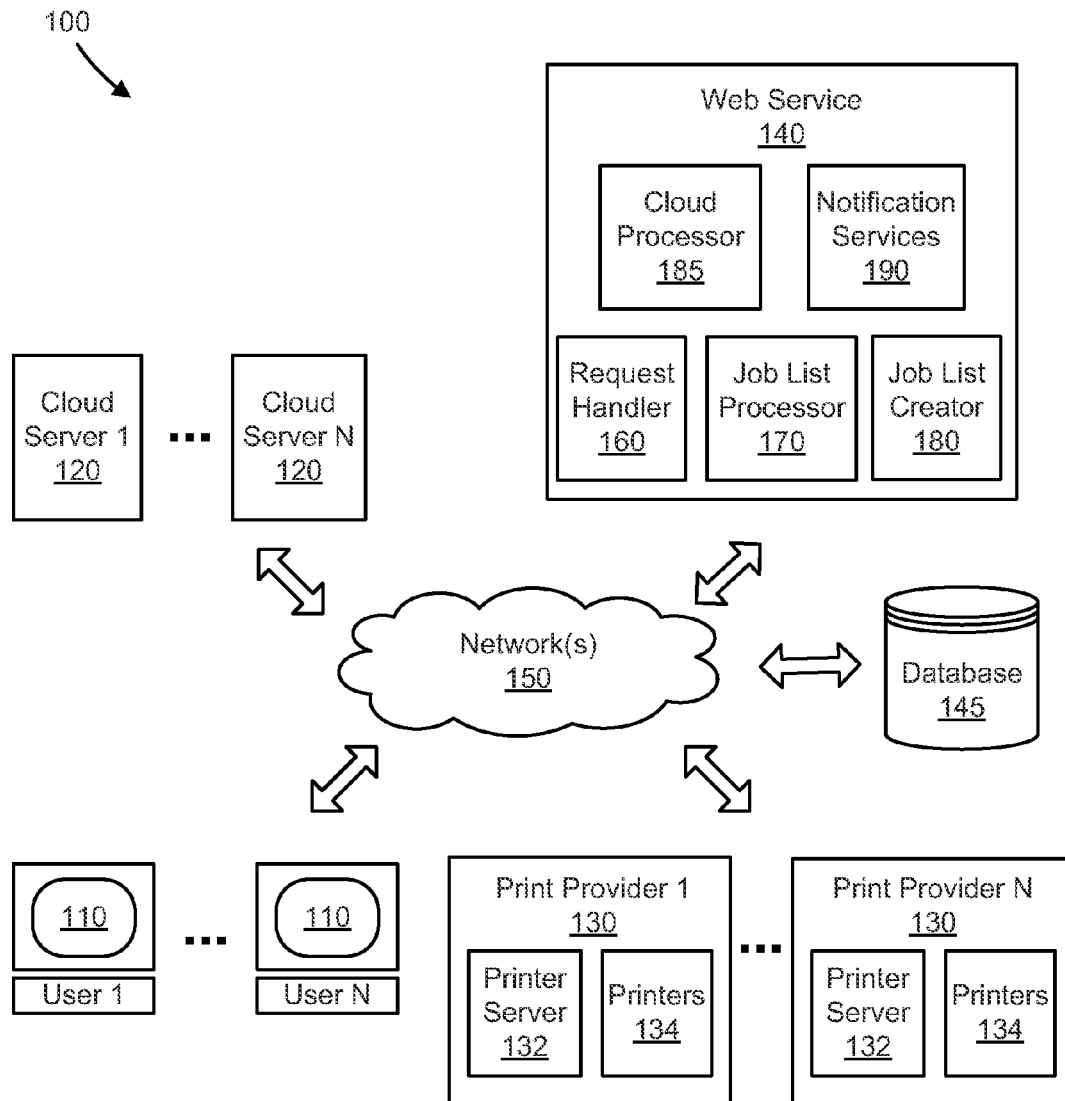 100
Web Service
140
Cloud
Processor
185
Notification
Services
190
Request
Handler
160
Job List
Processor
170
Job List
Creator
180
Cloud
Server 1
120
...
Cloud
Server N
120
Network(s)
150
Database
145
110
User 1
...
110
User N
Print Provider 1
130
Printer
Server
132
Printers
134
...
Print Provider N
130
Printer
Server
132
Printers
134